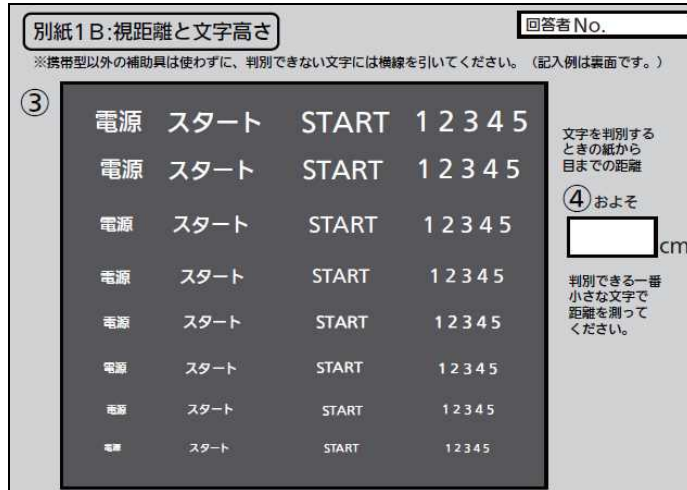 別紙1B:視距離と文字高さ
回答者No.
※携帯型以外の補助具は使わずに、判別できない文字には横線を引いてください。（記入例は裏面です。）
③
電源 スタート START 12345
電源 スタート START 12345
電源 スタート START 12345
電源 スタート START 12345
電源 スタート START 12345
電源 スタート START 12345
電源 スタート START 12345
電源 スタート START 12345
文字を判別する
ときの紙から
目までの距離
④およそ
cm
判別できる一番
小さな文字で
距離を測って
ください。